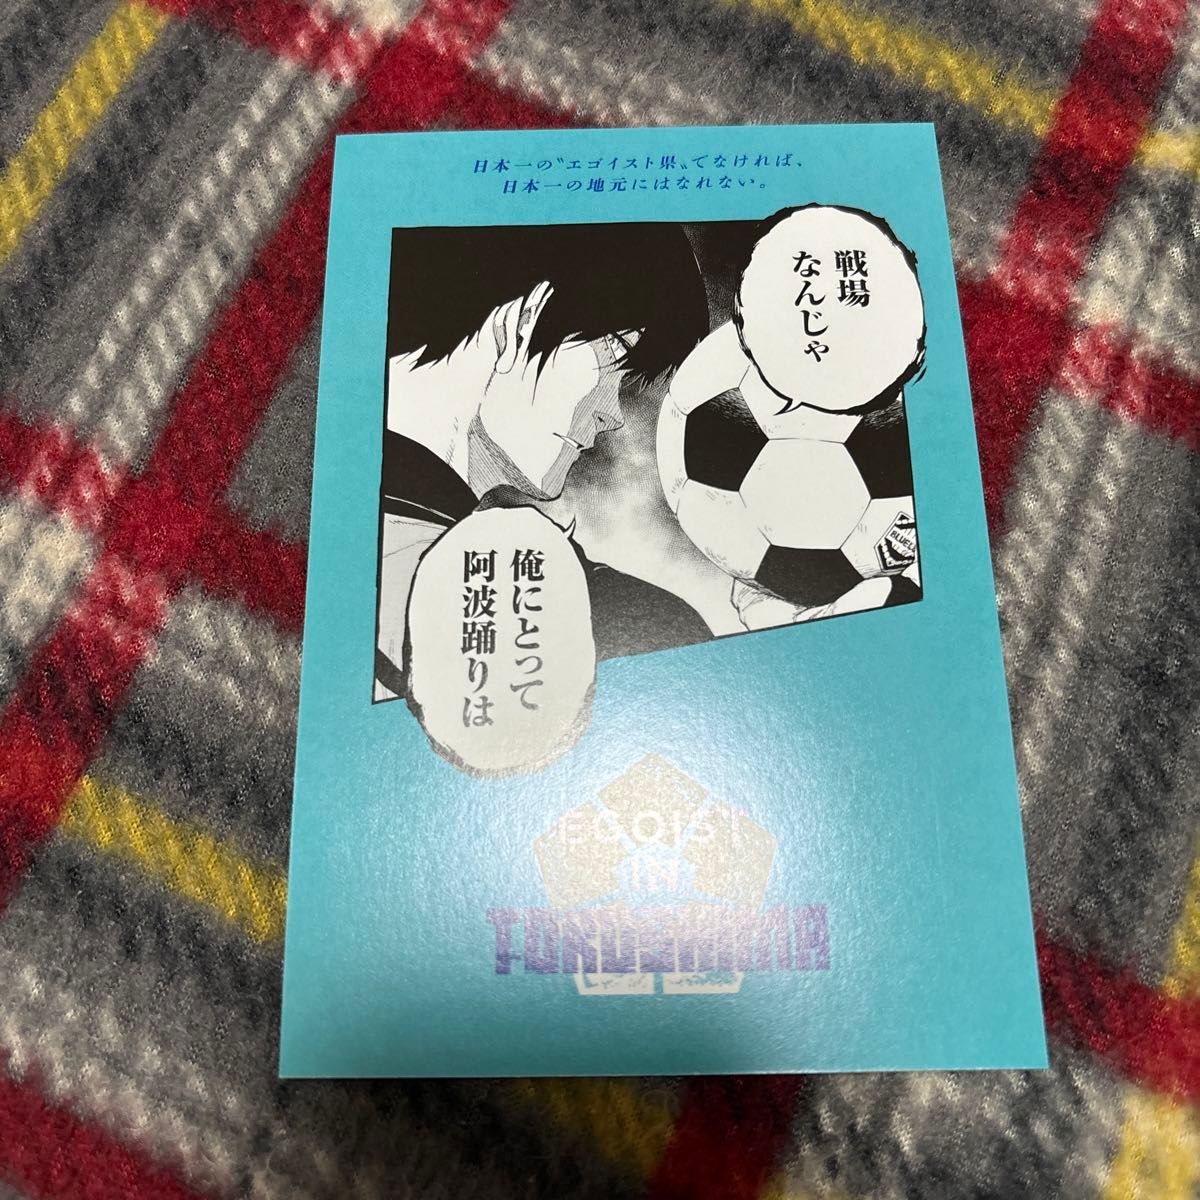 日本一の〝エゴイスト県〟でなければ、
日本一の地元にはなれない。
戦場
なんじゃ
俺にとって
阿波踊りは
EGOIST
IN
TOKUSHIMA